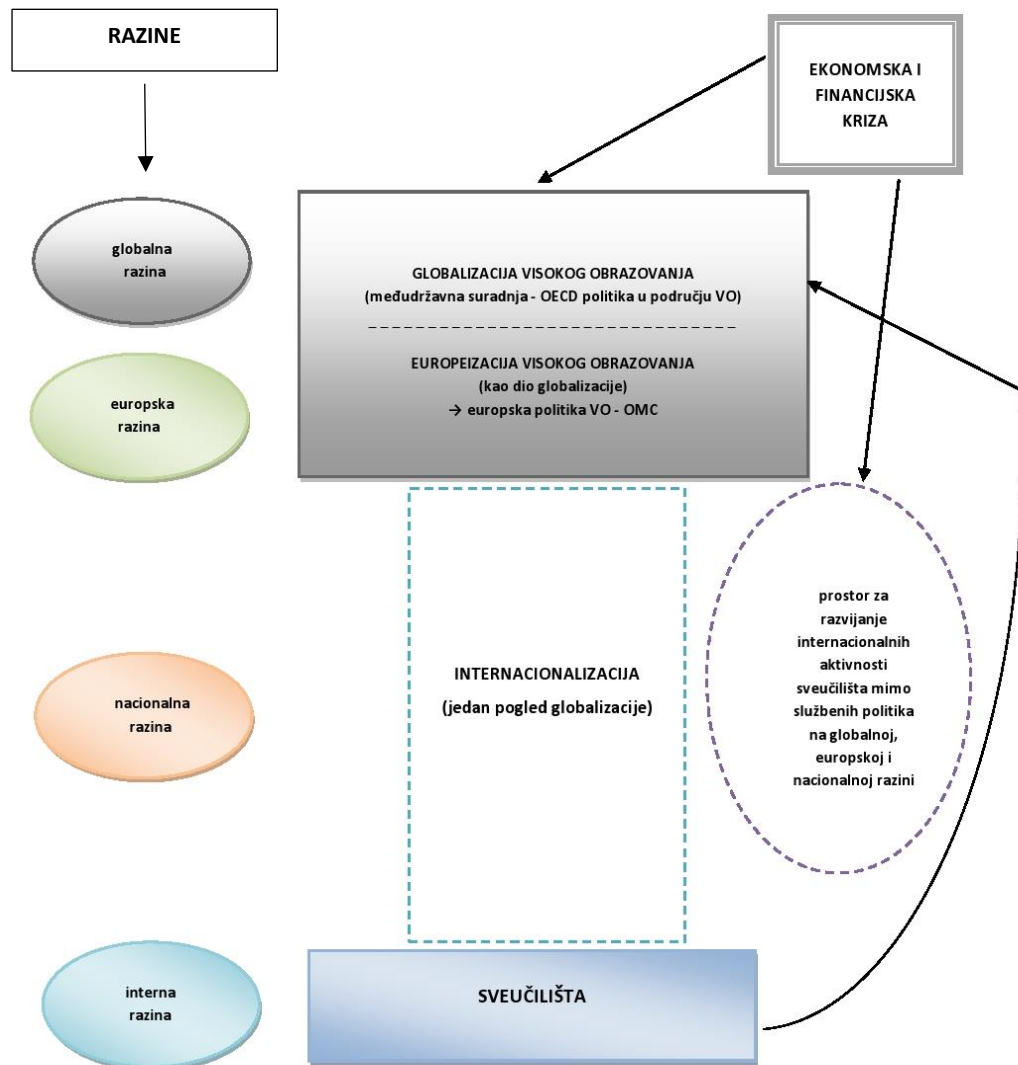 RAZINE
EKONOMSKA I
FINANCIJSKA
KRIZA
globalna
razina
GLOBALIZACIJA VISOKOG OBRAZOVANJA
(međudržavna suradnja - OECD politika u području VO)
EUROPEIZACIJA VISOKOG OBRAZOVANJA
(kao dio globalizacije)
→ europska politika VO - OMC
europska
razina
nacionalna
razina
INTERNACIONALIZACIJA
(jedan pogled globalizacije)
prostor za
razvijanje
internacionalnih
aktivnosti
sveučilišta mimo
službenih politika
na globalnoj,
europskoj i
nacionalnoj razini
interna
razina
SVEUČILIŠTA